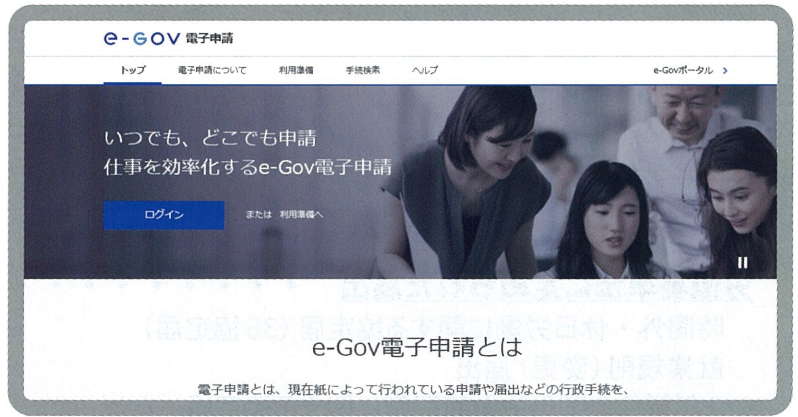 e-GOV 電子申請
トップ 電子申請について 利用準備 手続検索 ヘルプ e-Govポータル
いつでも、どこでも申請
仕事を効率化するe-Gov電子申請
ログイン または 利用準備へ
e-Gov電子申請とは
電子申請とは、現在紙によって行われている申請や届出などの行政手続を、